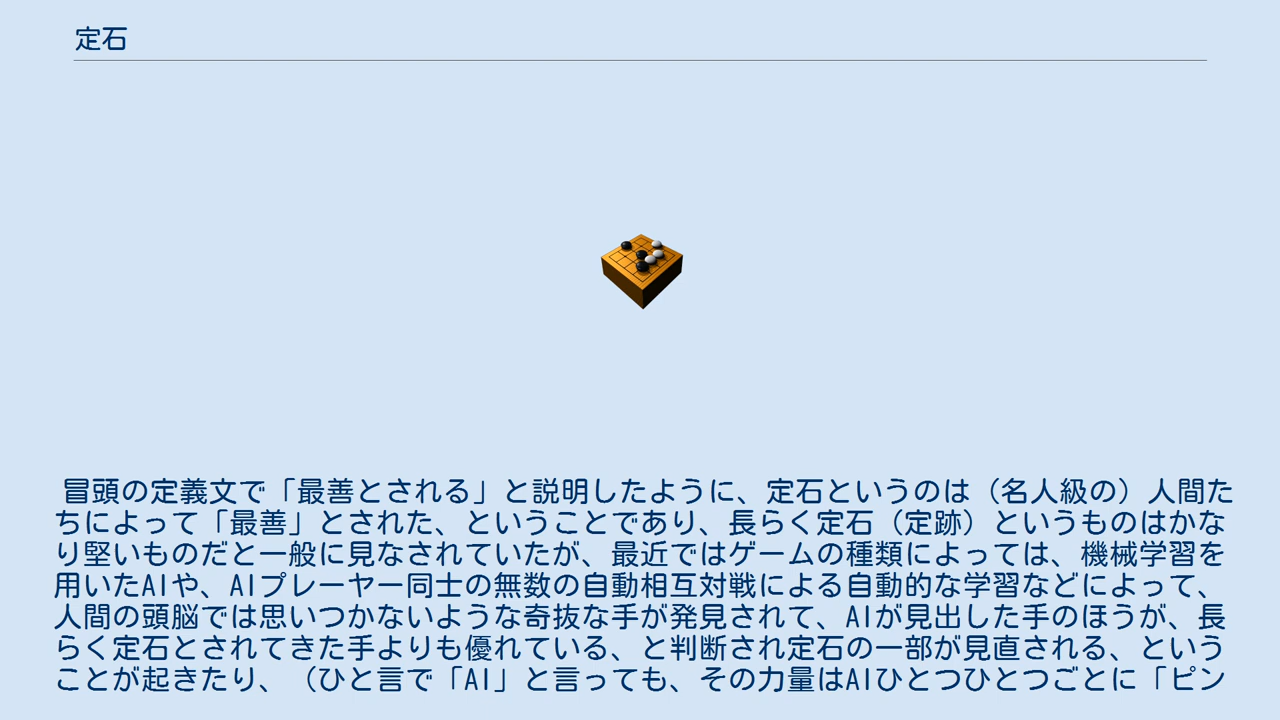 定石
冒頭の定義文で「最善とされる」と説明したように、定石というのは（名人級の）人間た
ちによって「最善」とされた、ということであり、長らく定石（定跡）というものはかな
り堅いものだと一般に見なされていたが、最近ではゲームの種類によっては、機械学習を
用いたAIや、AIプレーヤー同士の無数の自動相互対戦による自動的な学習などによって、
人間の頭脳では思いつかないような奇抜な手が発見されて、AIが見出した手のほうが、長
らく定石とされてきた手よりも優れている、と判断され定石の一部が見直される、という
ことが起きたり、（ひと言で「AI」と言っても、その力量はAIひとつひとつごとに「ピン